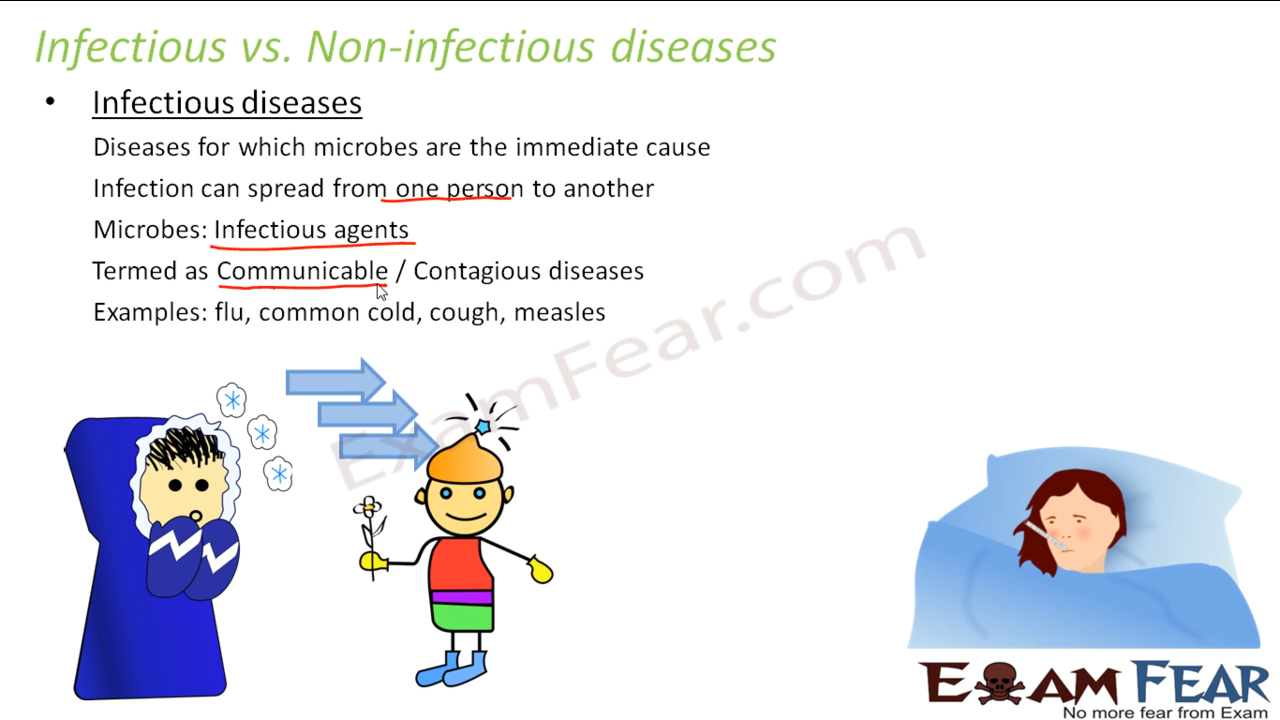 Infectious vs. Non-infectious diseases
• Infectious diseases
Diseases for which microbes are the immediate cause
Infection can spread from one person to another
Microbes: Infectious agents
Termed as Communicable / Contagious diseases
Examples: flu, common cold, cough, measles
ExamFear.com
EXAM FEAR
No more fear from Exam